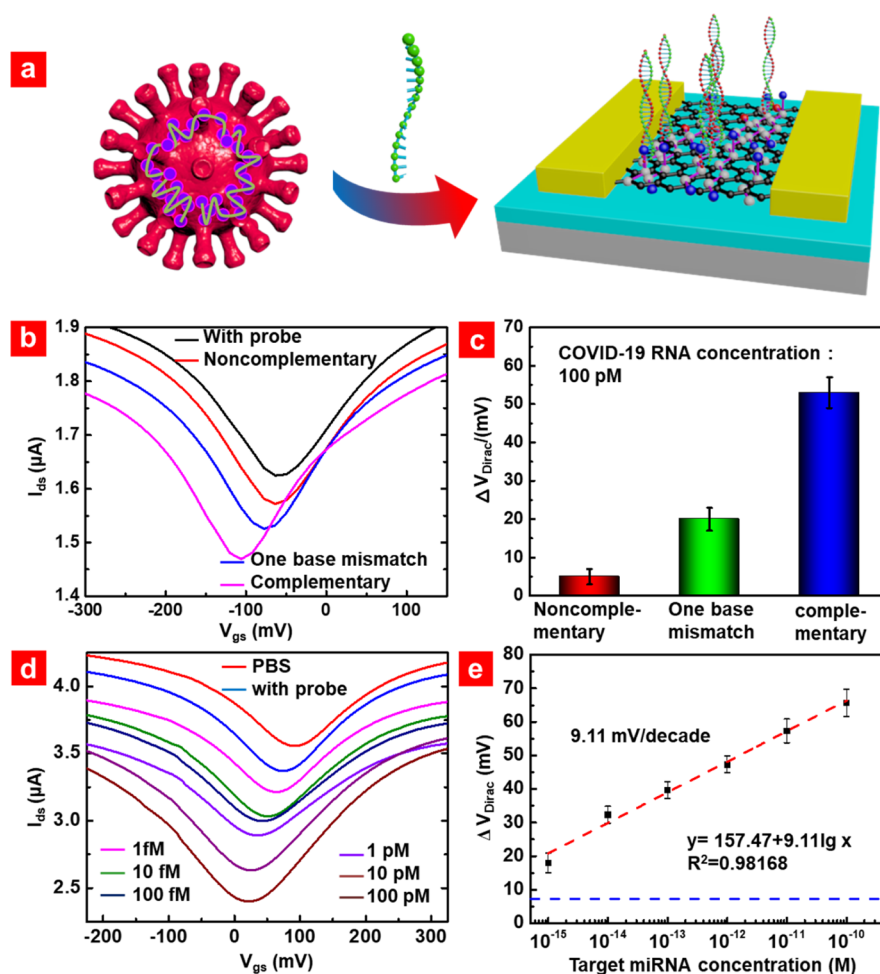 a
b
1.9
1.8
1.7
1.6
1.5
1.4
I_ds (µA)
With probe
Noncomplementary
One base mismatch
Complementary
-300
-200
-100
0
100
V_gs (mV)
c
70
60
50
40
30
20
10
0
Δ V_Dirac/(mV)
COVID-19 RNA concentration :
100 pM
Noncomple-
mentary
One base
mismatch
comple-
mentary
d
4.0
3.5
3.0
2.5
I_ds (µA)
PBS
with probe
1fM
10 fM
100 fM
1 pM
10 pM
100 pM
-200
-100
0
100
200
300
V_gs (mV)
e
80
70
60
50
40
30
20
10
0
Δ V_Dirac (mV)
9.11 mV/decade
y= 157.47+9.11lg x
R²=0.98168
10⁻¹⁵
10⁻¹⁴
10⁻¹³
10⁻¹²
10⁻¹¹
10⁻¹⁰
Target miRNA concentration (M)